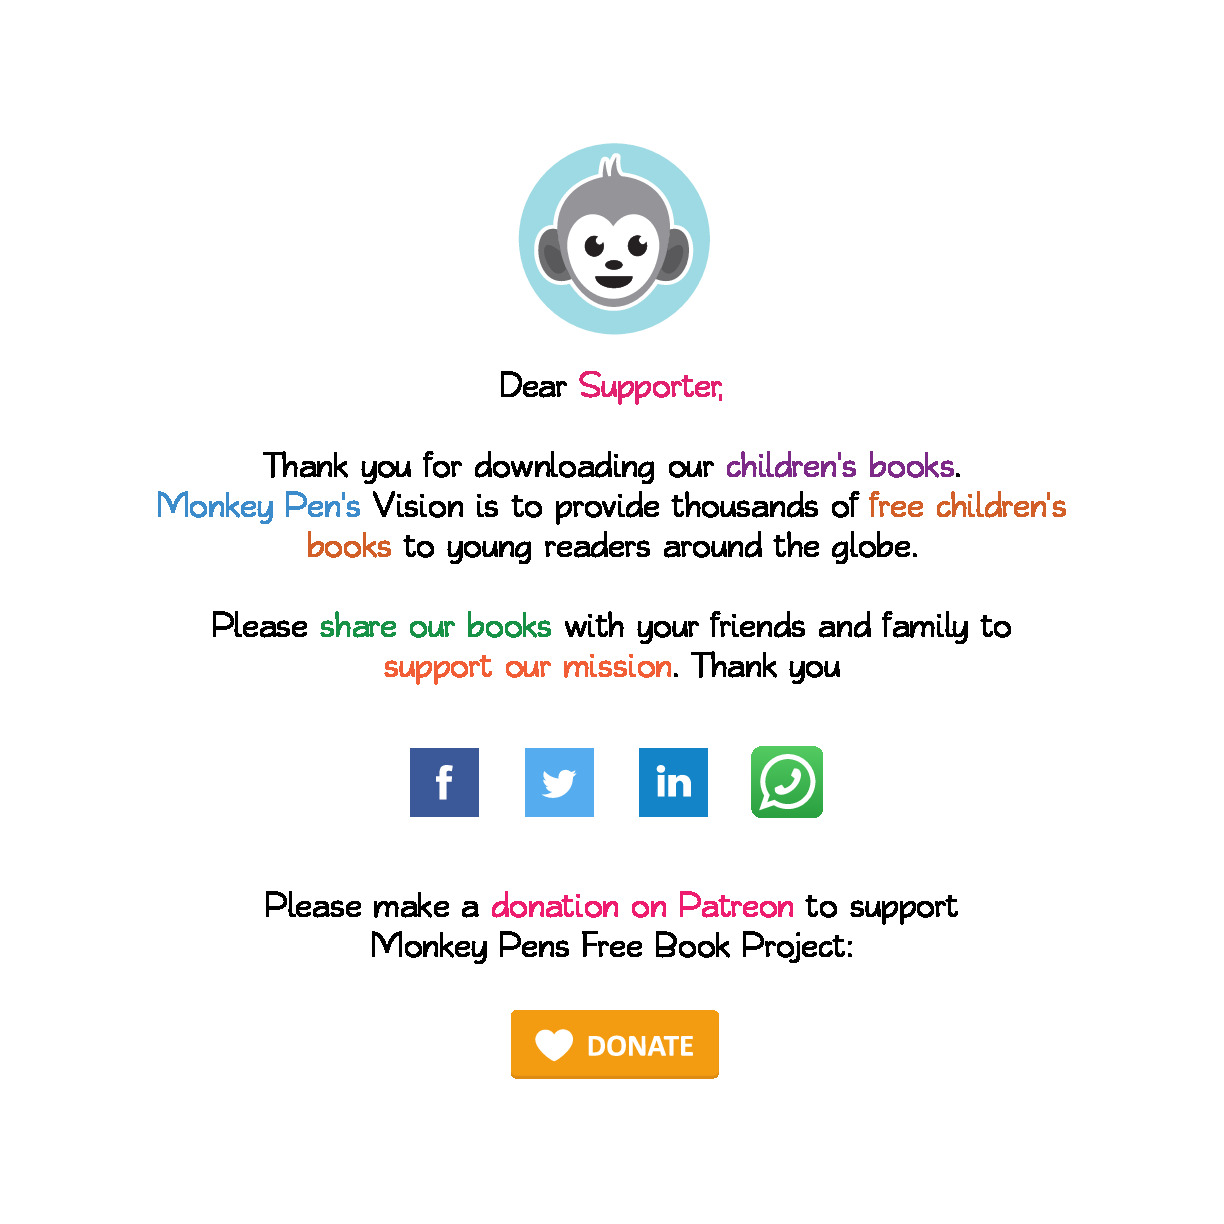 Dear Supporter,
Thank you for downloading our children's books.
Monkey Pen's Vision is to provide thousands of free children's
books to young readers around the globe.
Please share our books with your friends and family to
support our mission. Thank you
f
in
Please make a donation on Patreon to support
Monkey Pens Free Book Project:
DONATE